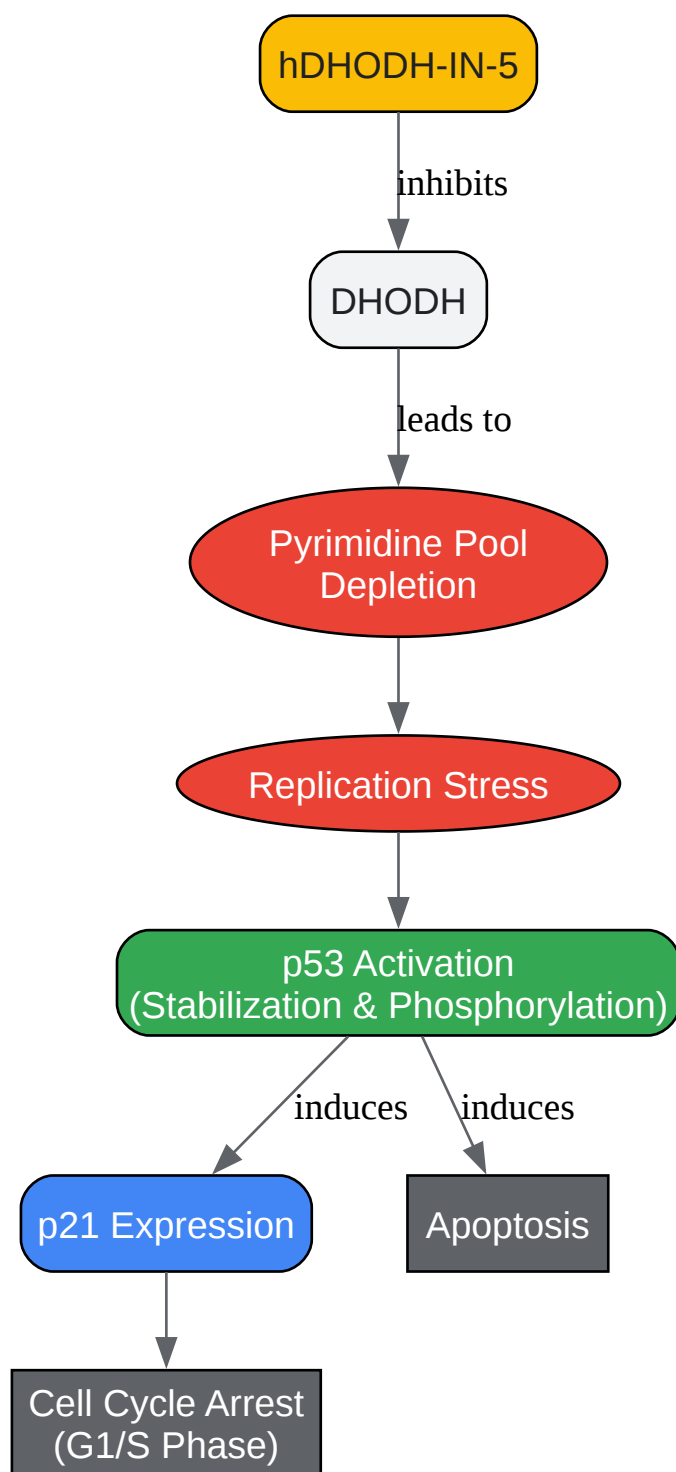 hDHODH-IN-5
inhibits
DHODH
leads to
Pyrimidine Pool
Depletion
Replication Stress
p53 Activation
(Stabilization & Phosphorylation)
induces
induces
p21 Expression
Apoptosis
Cell Cycle Arrest
(G1/S Phase)